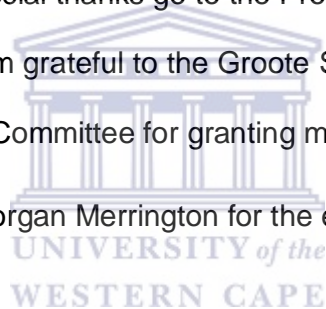 cial thanks go to the Pro
m grateful to the Groote S
Committee for granting m
organ Merrington for the e
UNIVERSITY of the
WESTERN CAPE